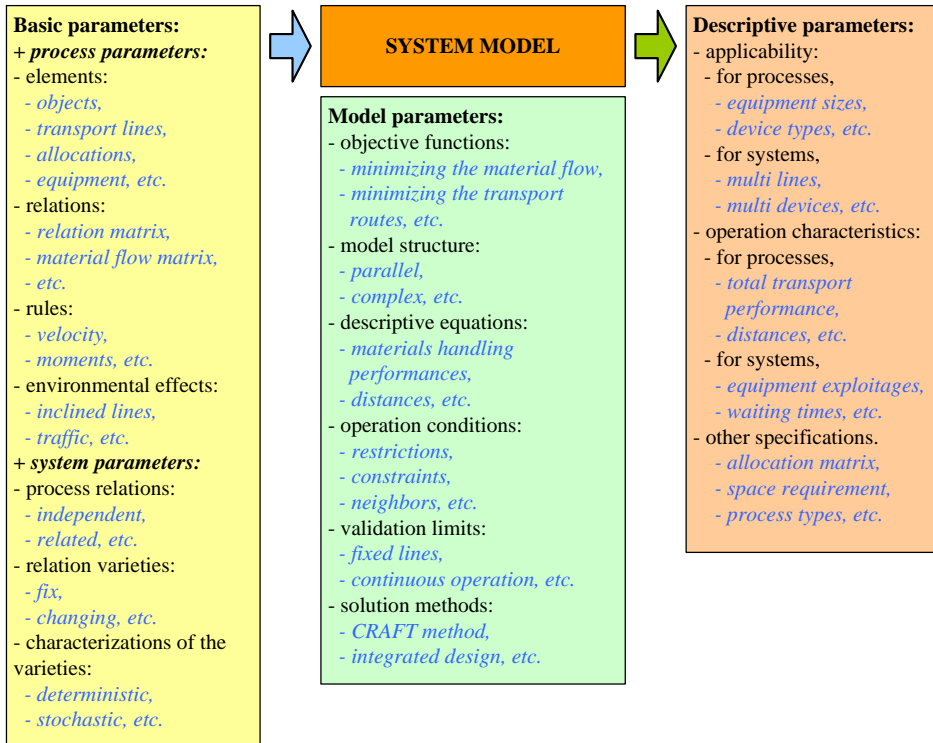 Basic parameters:
+ process parameters:
- elements:
- objects,
- transport lines,
- allocations,
- equipment, etc.
- relations:
- relation matrix,
- material flow matrix,
- etc.
- rules:
- velocity,
- moments, etc.
- environmental effects:
- inclined lines,
- traffic, etc.
+ system parameters:
- process relations:
- independent,
- related, etc.
- relation varieties:
- fix,
- changing, etc.
- characterizations of the
varieties:
- deterministic,
- stochastic, etc.
SYSTEM MODEL
Model parameters:
- objective functions:
- minimizing the material flow,
- minimizing the transport
routes, etc.
- model structure:
- parallel,
- complex, etc.
- descriptive equations:
- materials handling
performances,
- distances, etc.
- operation conditions:
- restrictions,
- constraints,
- neighbors, etc.
- validation limits:
- fixed lines,
- continuous operation, etc.
- solution methods:
- CRAFT method,
- integrated design, etc.
Descriptive parameters:
- applicability:
- for processes,
- equipment sizes,
- device types, etc.
- for systems,
- multi lines,
- multi devices, etc.
- operation characteristics:
- for processes,
- total transport
performance,
- distances, etc.
- for systems,
- equipment exploitages,
- waiting times, etc.
- other specifications.
- allocation matrix,
- space requirement,
- process types, etc.